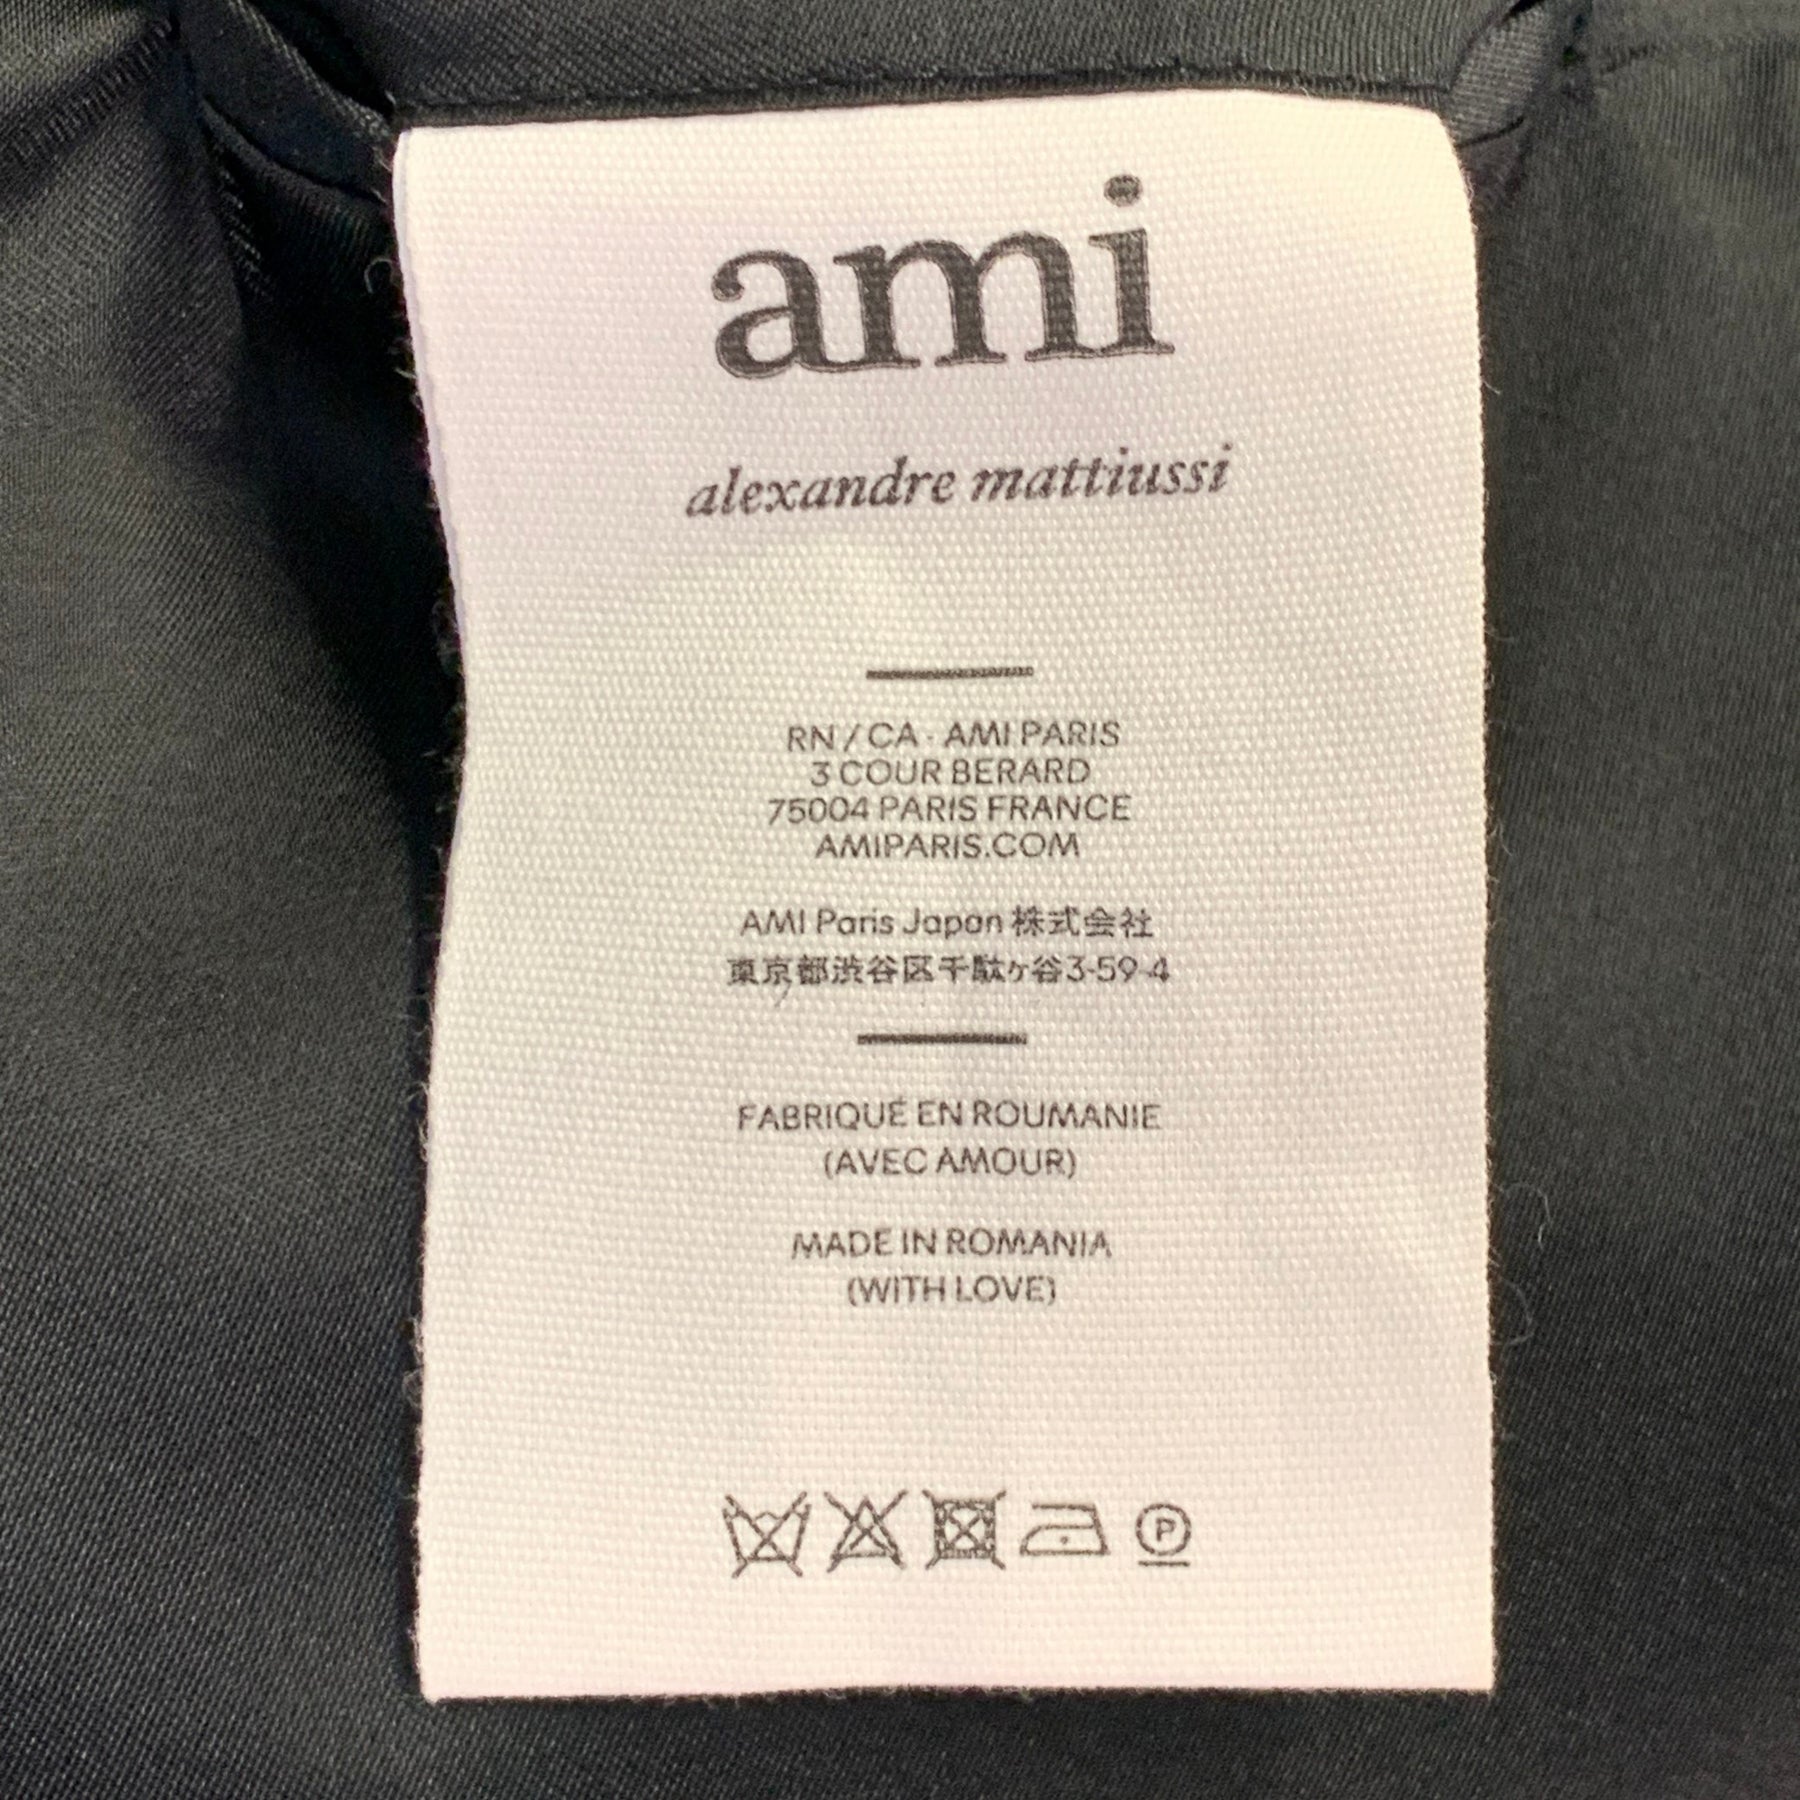 ami
alexandre mattiussi
RN / CA · AMI PARIS
3 COUR BERARD
75004 PARIS FRANCE
AMIPARIS.COM
AMI Paris Japan 株式会社
東京都渋谷区千駄ヶ谷3-59-4
FABRIQUÉ EN ROUMANIE
(AVEC AMOUR)
MADE IN ROMANIA
(WITH LOVE)
P